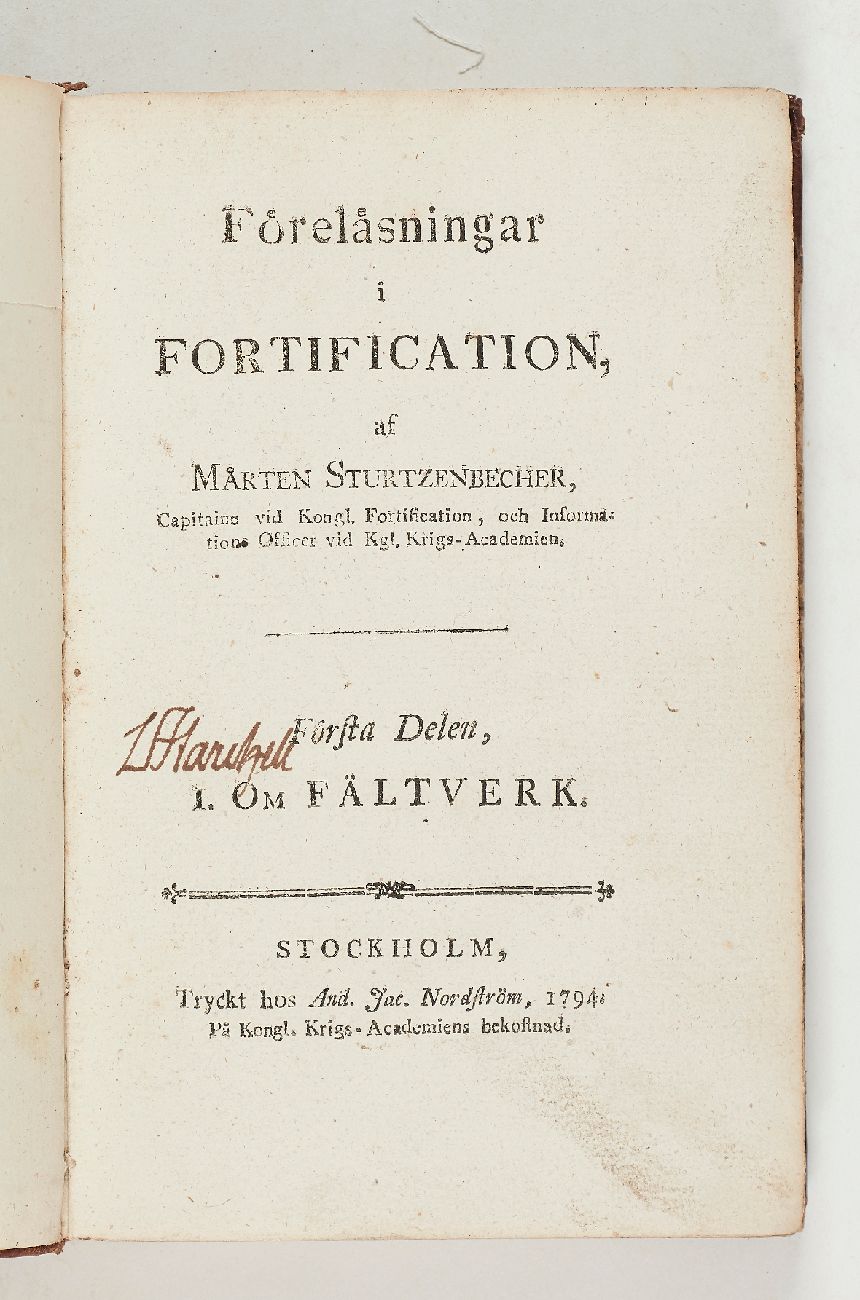 Förelåsningar
i
FORTIFICATION,
af
MÅRTEN STURTZENBECHER,
Capitaine vid Kongl. Fortification, och Informa-
tions Officer vid Kgl. Krigs-Academien.
Första Delen,
I. OM FÄLTVERK.
STOCKHOLM,
Tryckt hos And. Jac. Nordström, 1794.
På Kongl. Krigs-Academiens bekostnad.